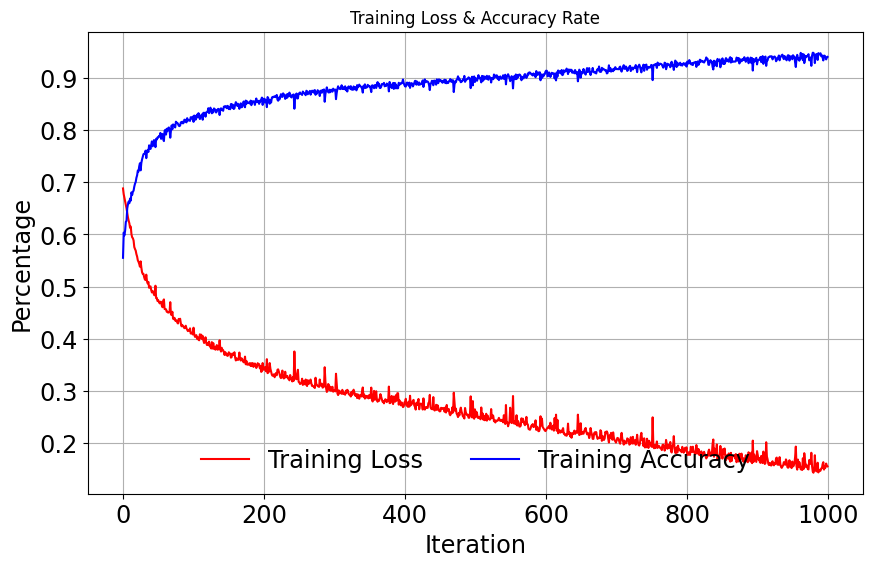 Training Loss & Accuracy Rate
Percentage
0.9
0.8
0.7
0.6
0.5
0.4
0.3
0.2
Training Loss
Training Accuracy
0 200 400 600 800 1000
Iteration